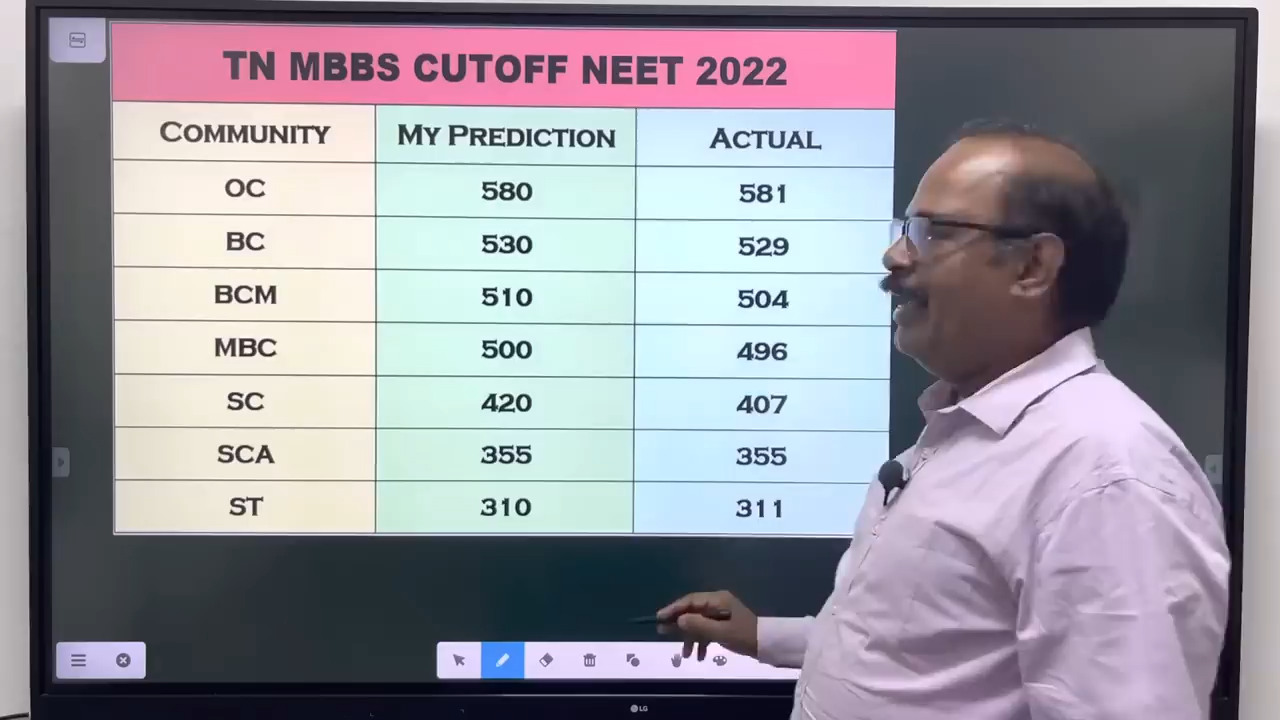 TN MBBS CUTOFF NEET 2022
COMMUNITY MY PREDICTION ACTUAL
OC 580 581
BC 530 529
BCM 510 504
MBC 500 496
SC 420 407
SCA 355 355
ST 310 311
LG